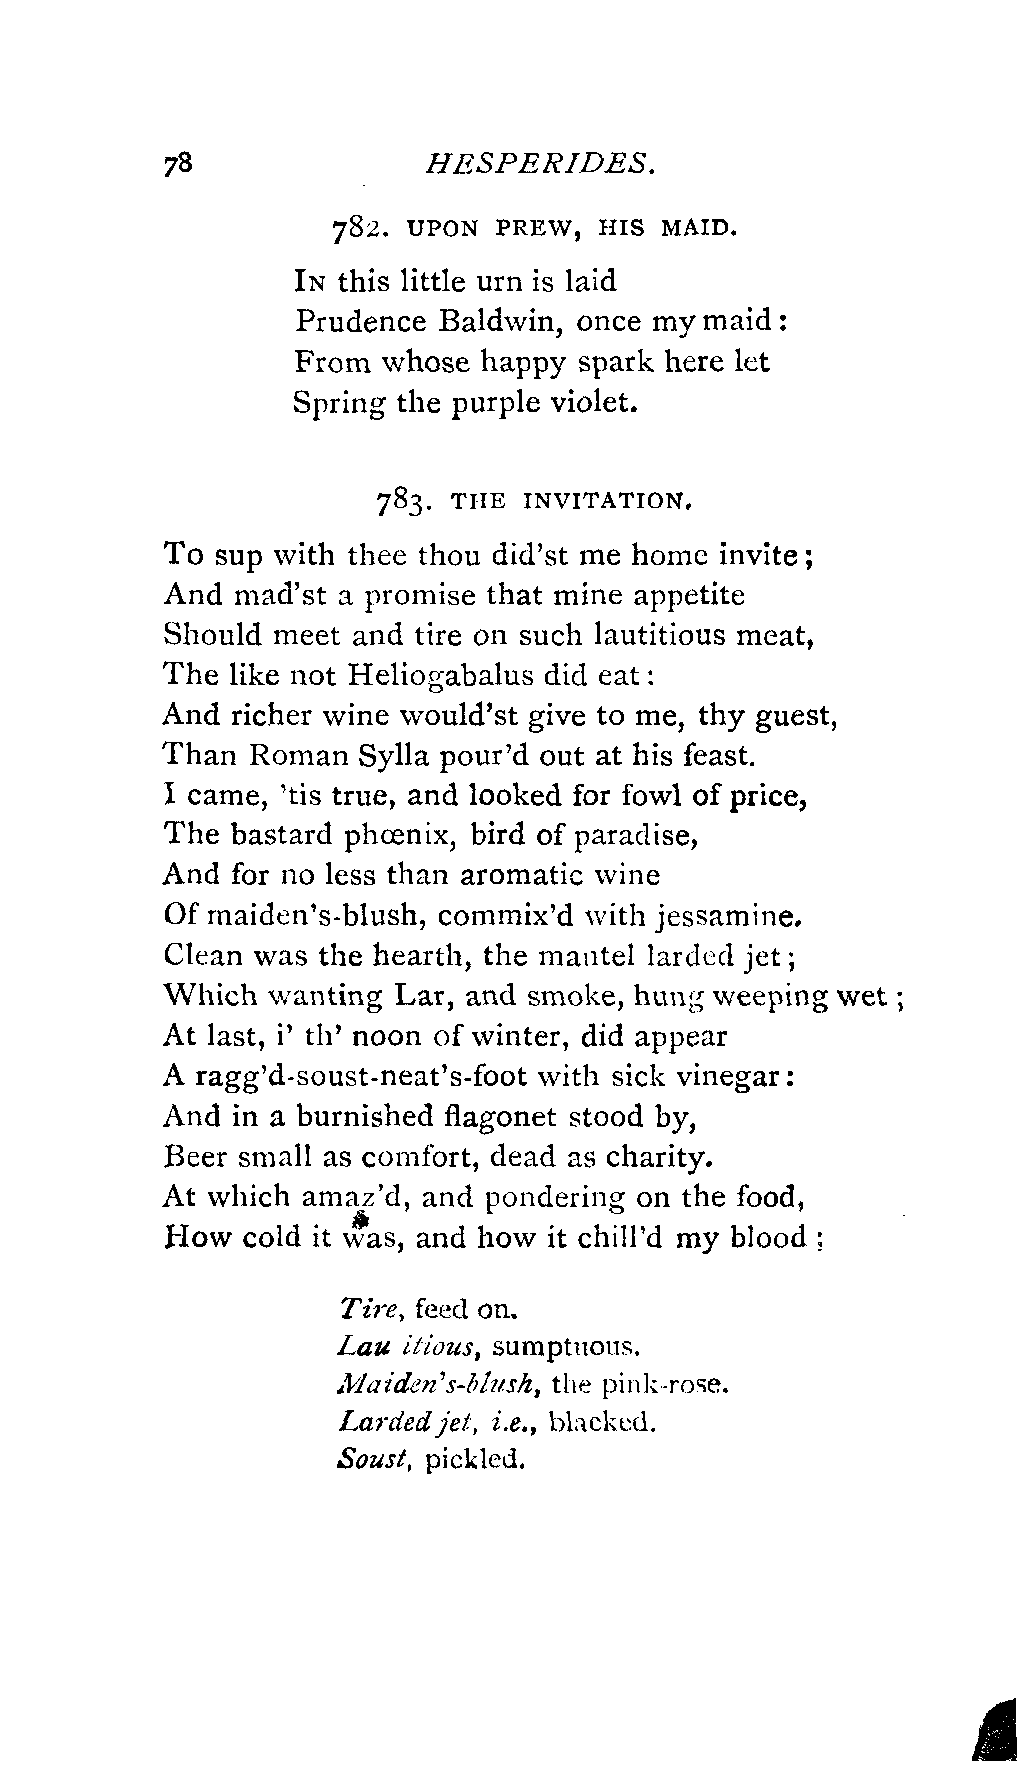 78 HESPERIDES.
782. UPON PREW, HIS MAID.
IN this little urn is laid
Prudence Baldwin, once my maid:
From whose happy spark here let
Spring the purple violet.
783. THE INVITATION.
To sup with thee thou did'st me home invite;
And mad'st a promise that mine appetite
Should meet and tire on such lautitious meat,
The like not Heliogabalus did eat:
And richer wine would'st give to me, thy guest,
Than Roman Sylla pour'd out at his feast.
I came, 'tis true, and looked for fowl of price,
The bastard phœnix, bird of paradise,
And for no less than aromatic wine
Of maiden's-blush, commix'd with jessamine.
Clean was the hearth, the mantel larded jet;
Which wanting Lar, and smoke, hung weeping wet;
At last, i' th' noon of winter, did appear
A ragg'd-soust-neat's-foot with sick vinegar:
And in a burnished flagonet stood by,
Beer small as comfort, dead as charity.
At which amaz'd, and pondering on the food,
How cold it was, and how it chill'd my blood;
Tire, feed on.
Lau itious, sumptuous.
Maiden's-blush, the pink-rose.
Larded jet, i.e., blacked.
Soust, pickled.